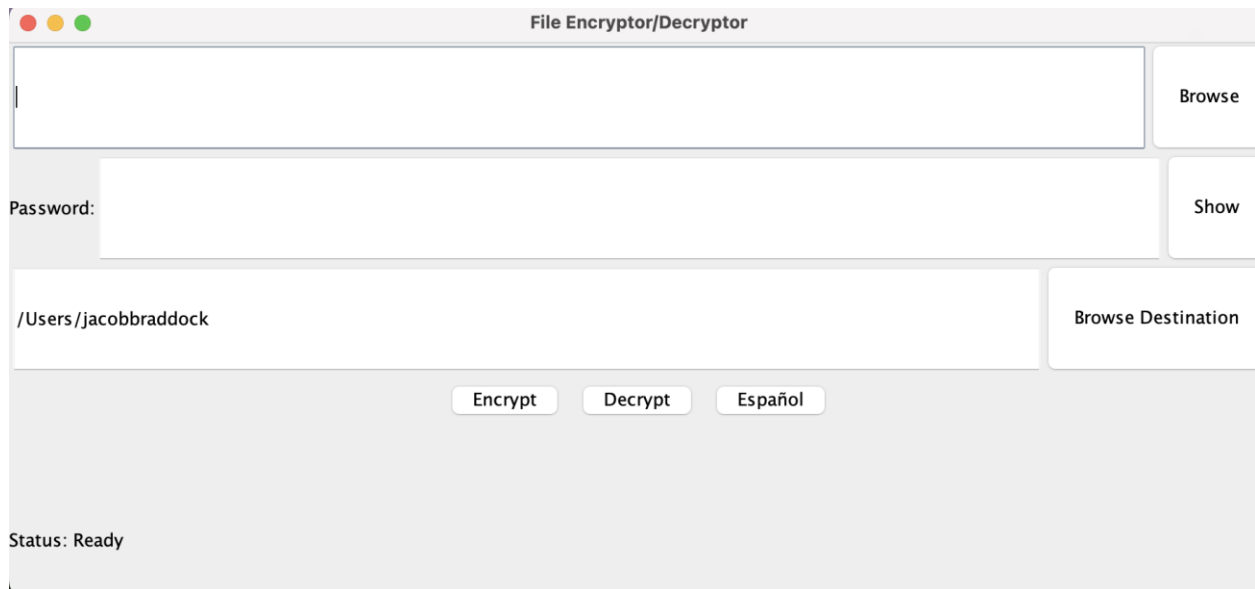 File Encryptor/Decryptor
Browse
Password:
Show
/Users/jacobbraddock
Browse Destination
Encrypt Decrypt Español
Status: Ready